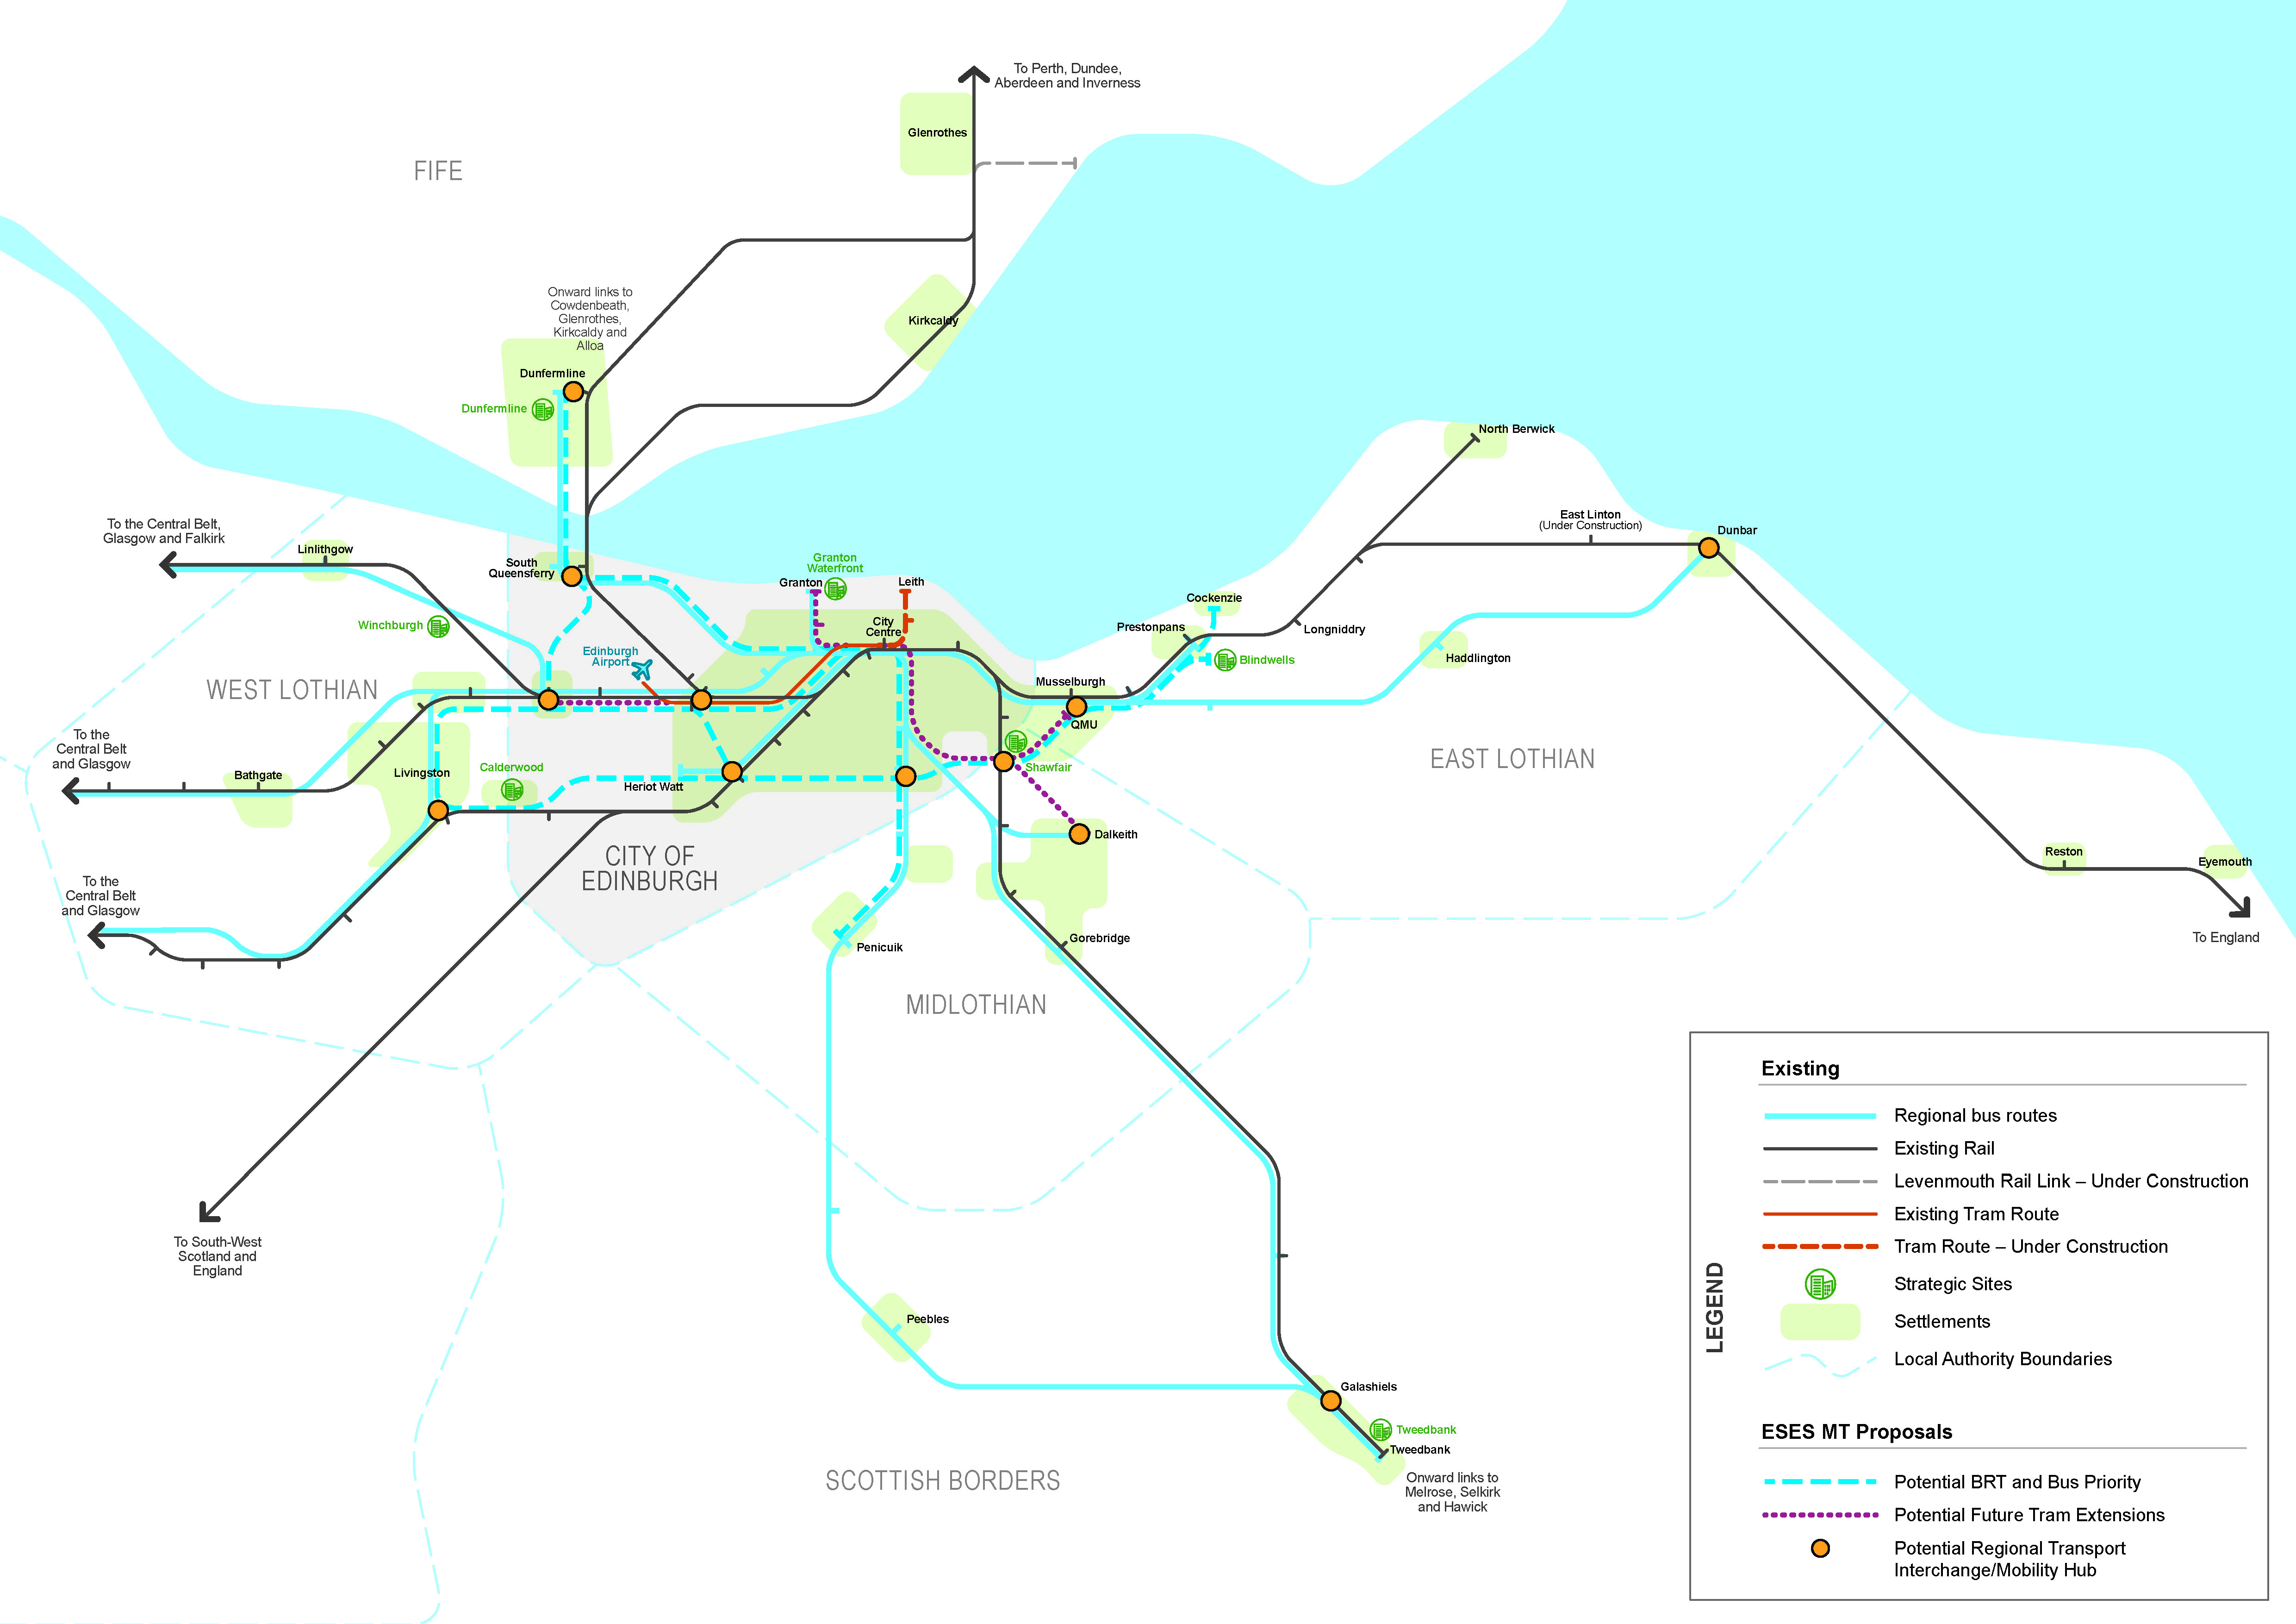 To Perth, Dundee,
Aberdeen and Inverness
Glenrothes
FIFE
Onward links to
Cowdenbeath,
Glenrothes,
Kirkcaldy and
Alloa
Kirkcaldy
Dunfermline
Dunfermline
North Berwick
To the Central Belt,
Glasgow and Falkirk
Linlithgow
East Linton
(Under Construction)
Dunbar
South
Queensferry
Granton
Waterfront
Granton
Leith
Cockenzie
Winchburgh
City
Centre
Prestonpans
Longniddry
Edinburgh
Airport
Blindwells
Haddlington
WEST LOTHIAN
Musselburgh
QMU
To the
Central Belt
and Glasgow
EAST LOTHIAN
Bathgate
Livingston
Calderwood
Heriot Watt
Shawfair
Dalkeith
CITY OF
EDINBURGH
Reston
Eyemouth
To the
Central Belt
and Glasgow
Penicuik
Gorebridge
To England
MIDLOTHIAN
To South-West
Scotland and
England
Peebles
Galashiels
Tweedbank
Tweedbank
Onward links to
Melrose, Selkirk
and Hawick
SCOTTISH BORDERS
LEGEND
Existing
Regional bus routes
Existing Rail
Levenmouth Rail Link – Under Construction
Existing Tram Route
Tram Route – Under Construction
Strategic Sites
Settlements
Local Authority Boundaries
ESES MT Proposals
Potential BRT and Bus Priority
Potential Future Tram Extensions
Potential Regional Transport
Interchange/Mobility Hub